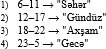 1) 6–11 → "Səhər"
2) 12–17 → "Gündüz"
3) 18–22 → "Axşam"
4) 23–5 → "Gecə"